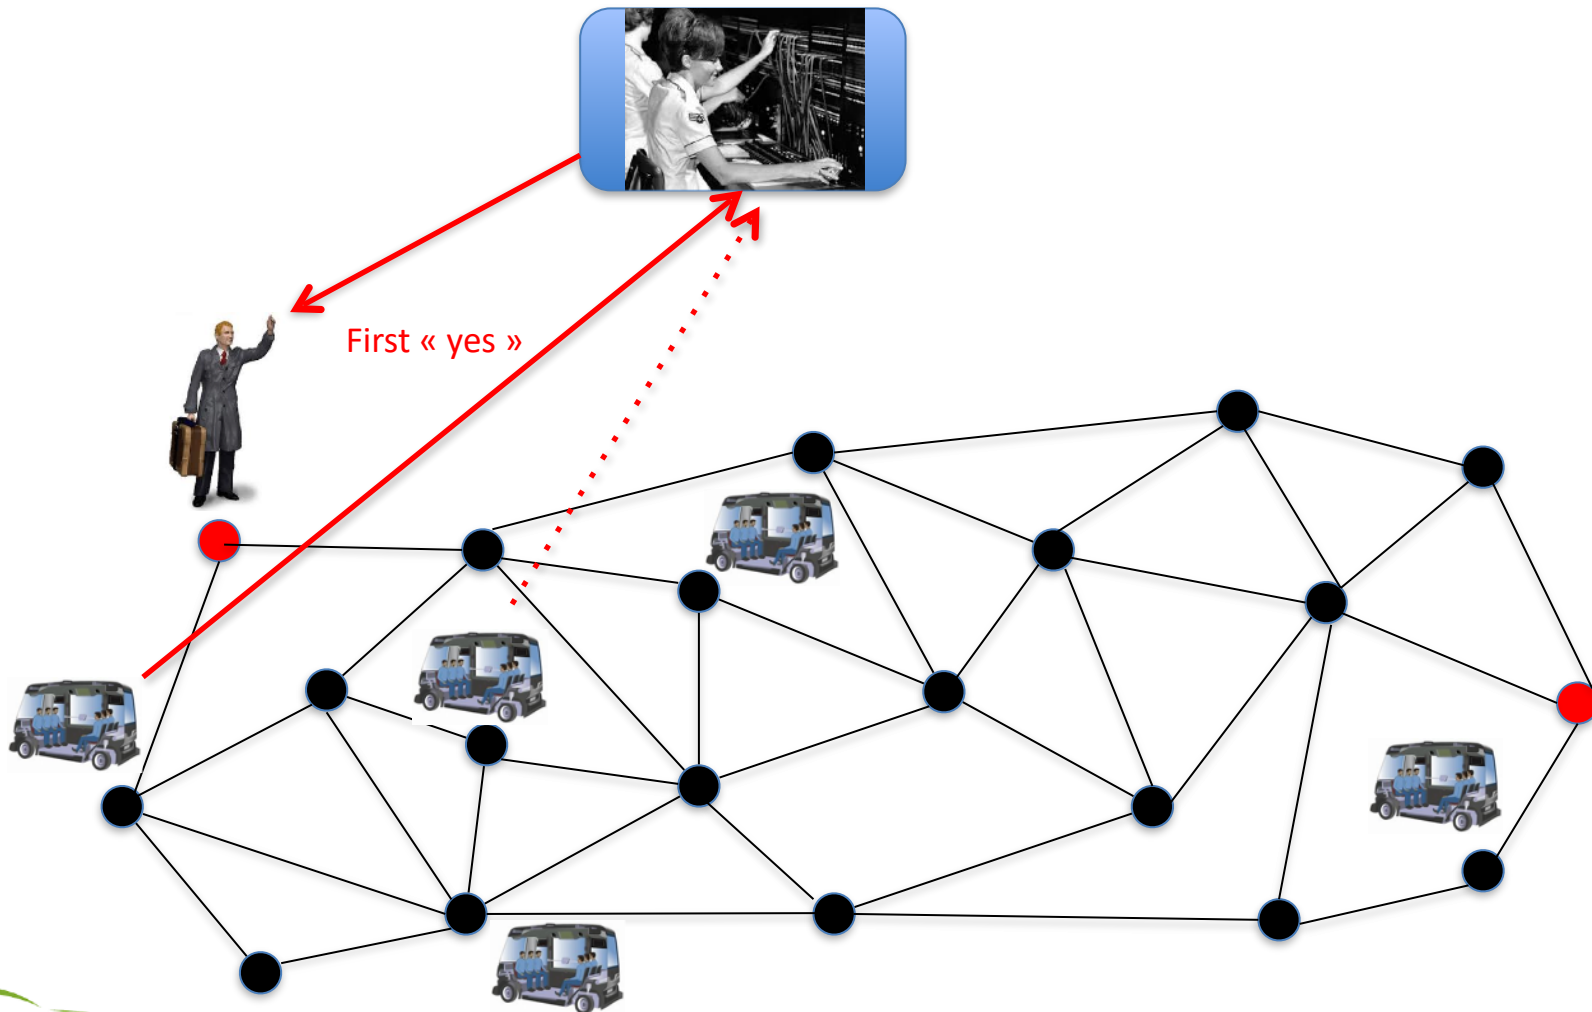 First « yes »